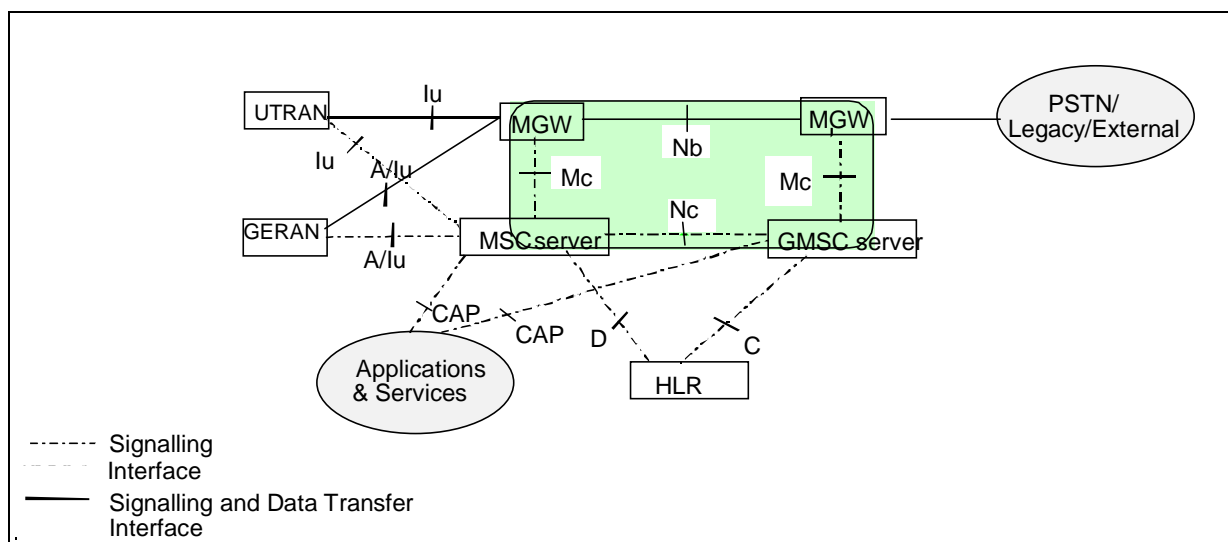 Iu
UTRAN
MGW
MGW
PSTN/
Legacy/External
Iu
Nb
A/Iu
Mc
Mc
Nc
GERAN
MSC server
GMSC server
A/Iu
CAP
CAP
D
C
Applications
& Services
HLR
Signalling
Interface
Signalling and Data Transfer
Interface